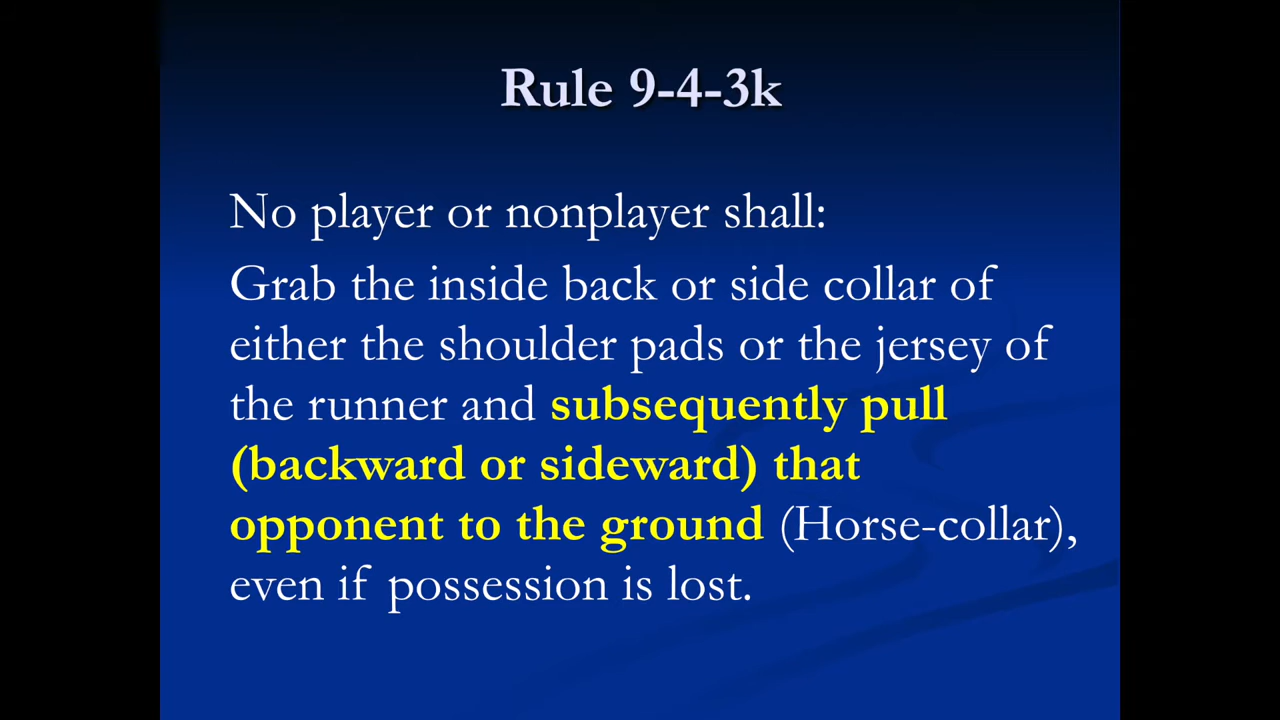 Rule 9-4-3k
No player or nonplayer shall:
Grab the inside back or side collar of
either the shoulder pads or the jersey of
the runner and subsequently pull
(backward or sideward) that
opponent to the ground (Horse-collar),
even if possession is lost.